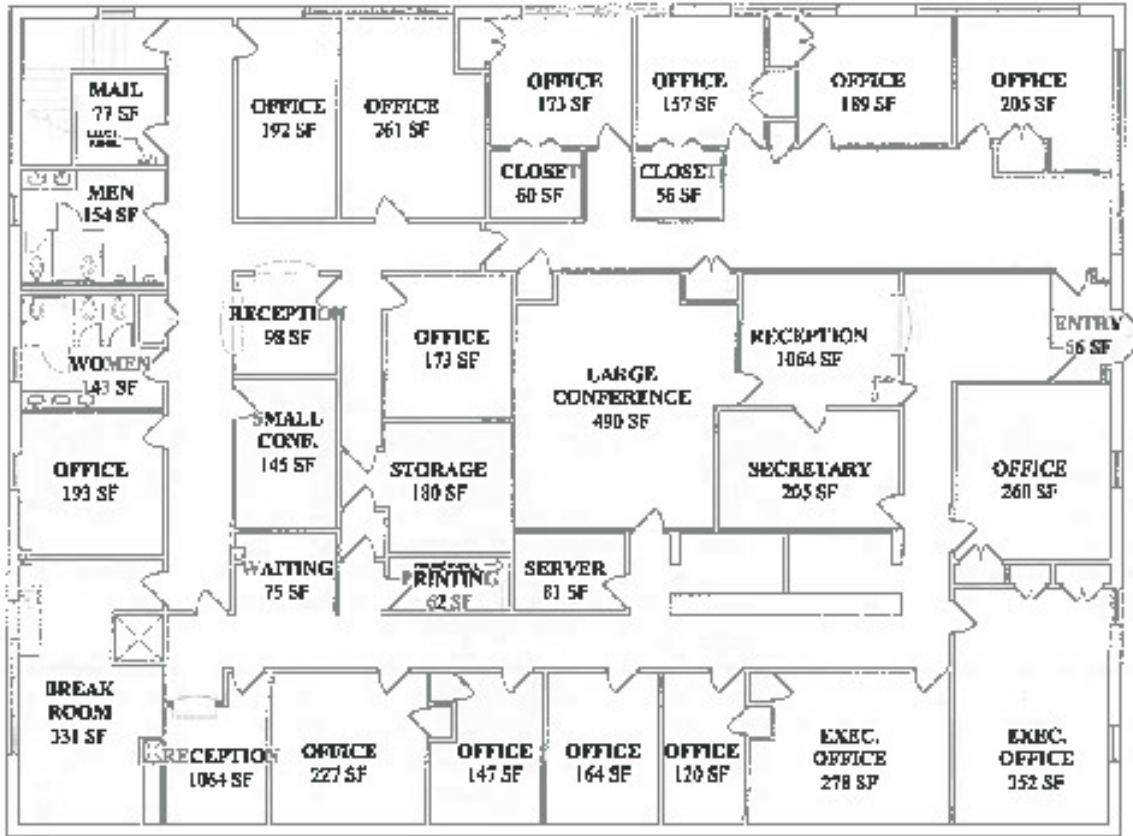 MAIL
77 SF
OFFICE
192 SF
OFFICE
261 SF
OFFICE
173 SF
OFFICE
157 SF
OFFICE
189 SF
OFFICE
205 SF
CLOSET
60 SF
CLOSET
56 SF
MEN
154 SF
RECEPTION
98 SF
OFFICE
173 SF
LARGE
CONFERENCE
490 SF
RECEPTION
1064 SF
ENTRY
56 SF
WOMEN
143 SF
SMALL
CONF.
145 SF
STORAGE
180 SF
SECRETARY
205 SF
OFFICE
260 SF
OFFICE
193 SF
WAITING
75 SF
PRINTING
62 SF
SERVER
81 SF
BREAK
ROOM
331 SF
RECEPTION
1064 SF
OFFICE
227 SF
OFFICE
147 SF
OFFICE
164 SF
OFFICE
120 SF
EXEC.
OFFICE
278 SF
EXEC.
OFFICE
352 SF